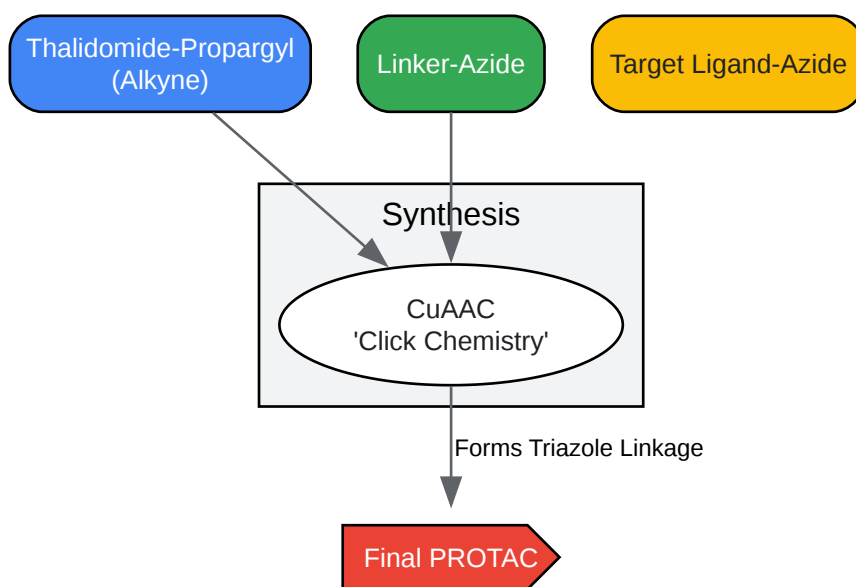 Thalidomide-Propargyl
(Alkyne)
Linker-Azide
Target Ligand-Azide
Synthesis
CuAAC
'Click Chemistry'
Forms Triazole Linkage
Final PROTAC